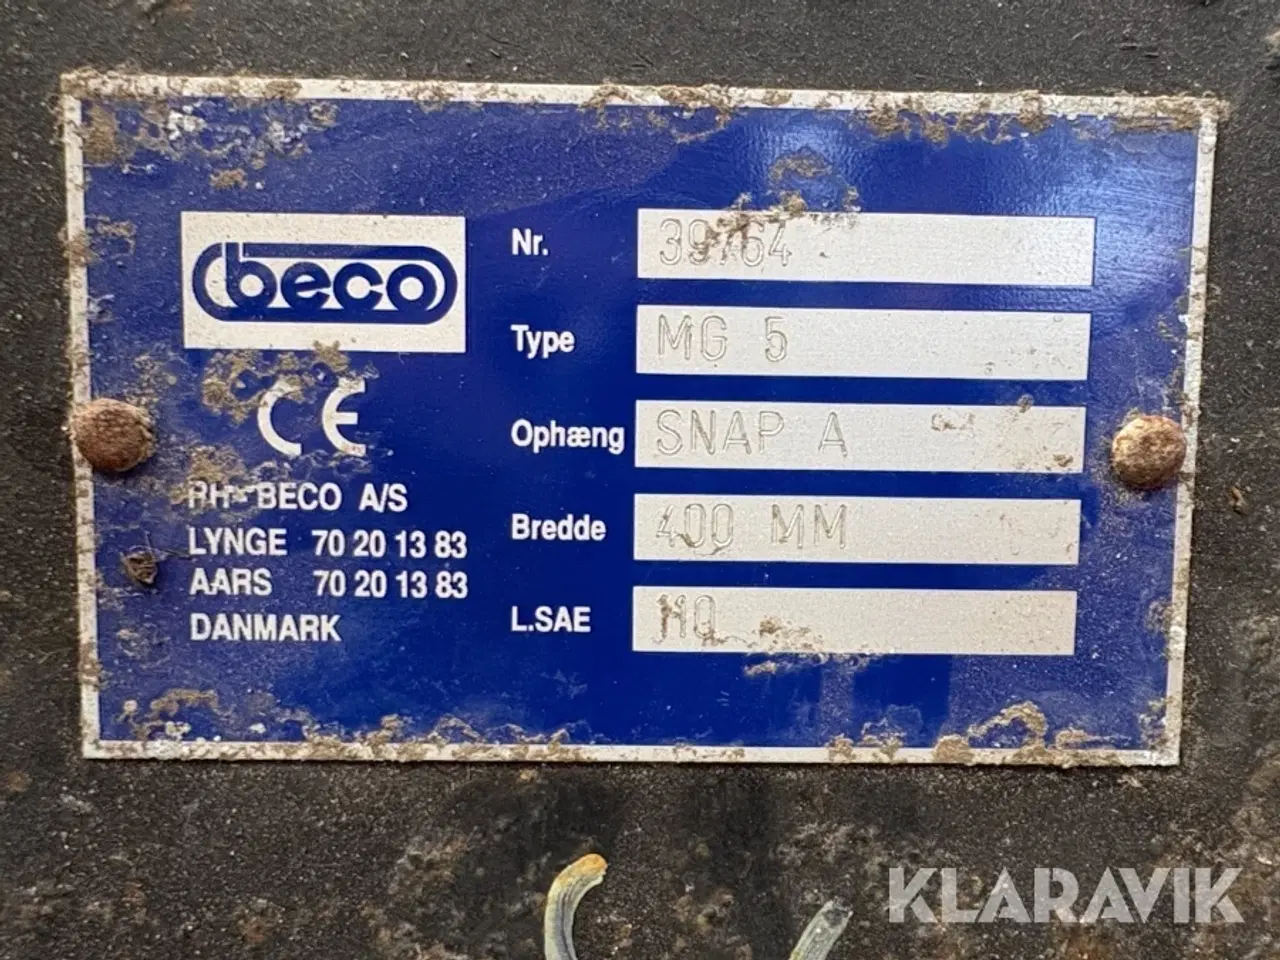 beco
CE
RH-BECO A/S
LYNGE 70 20 13 83
AARS 70 20 13 83
DANMARK
Nr. 39764
Type MG 5
Ophæng SNAP A
Bredde 400 MM
L.SAE 110
KLARAVIK